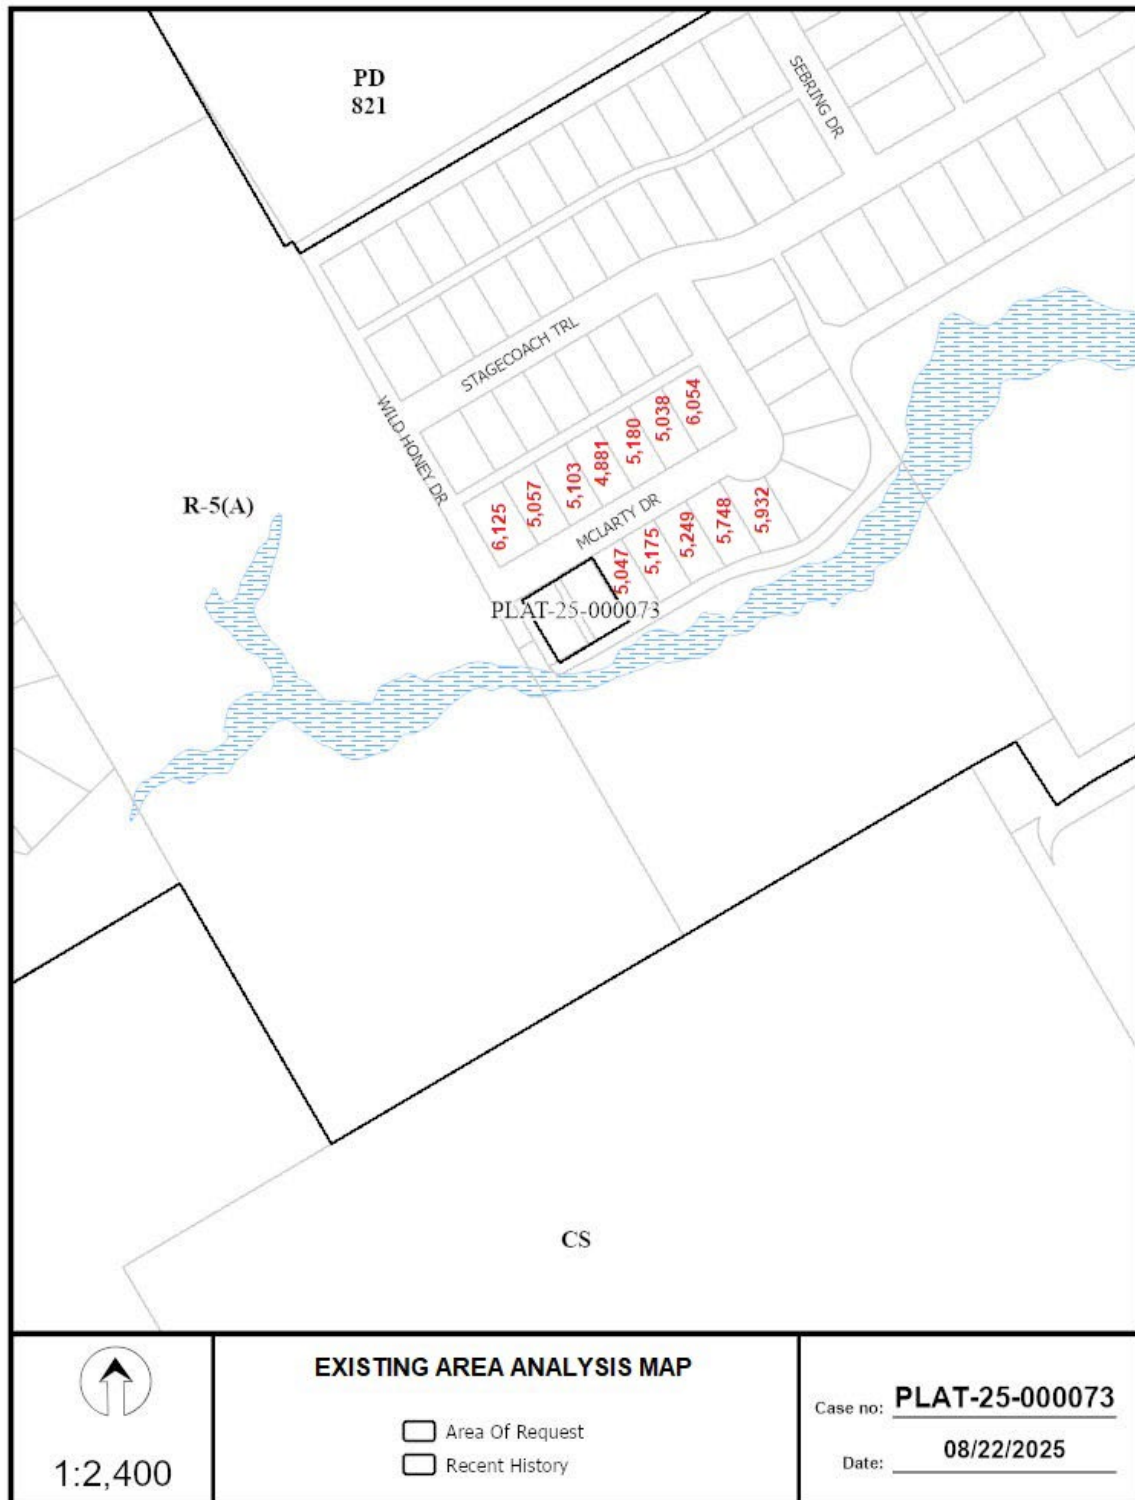 PD
821
SEBRING DR
STAGECOACH TRL
WILD HONEY DR
R-5(A)
6,125
5,057
5,103
4,881
5,180
5,038
6,054
MCLARTY DR
5,047
5,175
5,249
5,748
5,932
PLAT-25-000073
CS
1:2,400
EXISTING AREA ANALYSIS MAP
Area Of Request
Recent History
Case no: PLAT-25-000073
Date: 08/22/2025